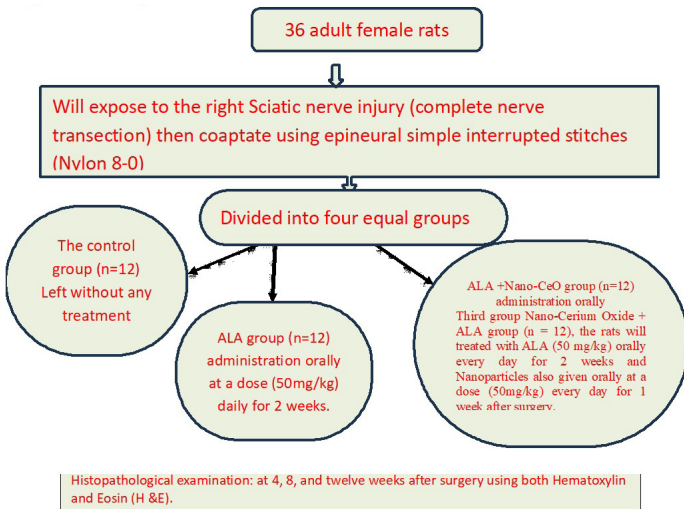 36 adult female rats
Will expose to the right Sciatic nerve injury (complete nerve
transection) then coaptate using epineural simple interrupted stitches
(Nylon 8-0)
Divided into four equal groups
The control
group (n=12)
Left without any
treatment
ALA group (n=12)
administration orally
at a dose (50mg/kg)
daily for 2 weeks.
ALA +Nano-CeO group (n=12)
administration orally
Third group Nano-Cerium Oxide +
ALA group (n = 12), the rats will
treated with ALA (50 mg/kg) orally
every day for 2 weeks and
Nanoparticles also given orally at a
dose (50mg/kg) every day for 1
week after surgery.
Histopathological examination: at 4, 8, and twelve weeks after surgery using both Hematoxylin
and Eosin (H &E).